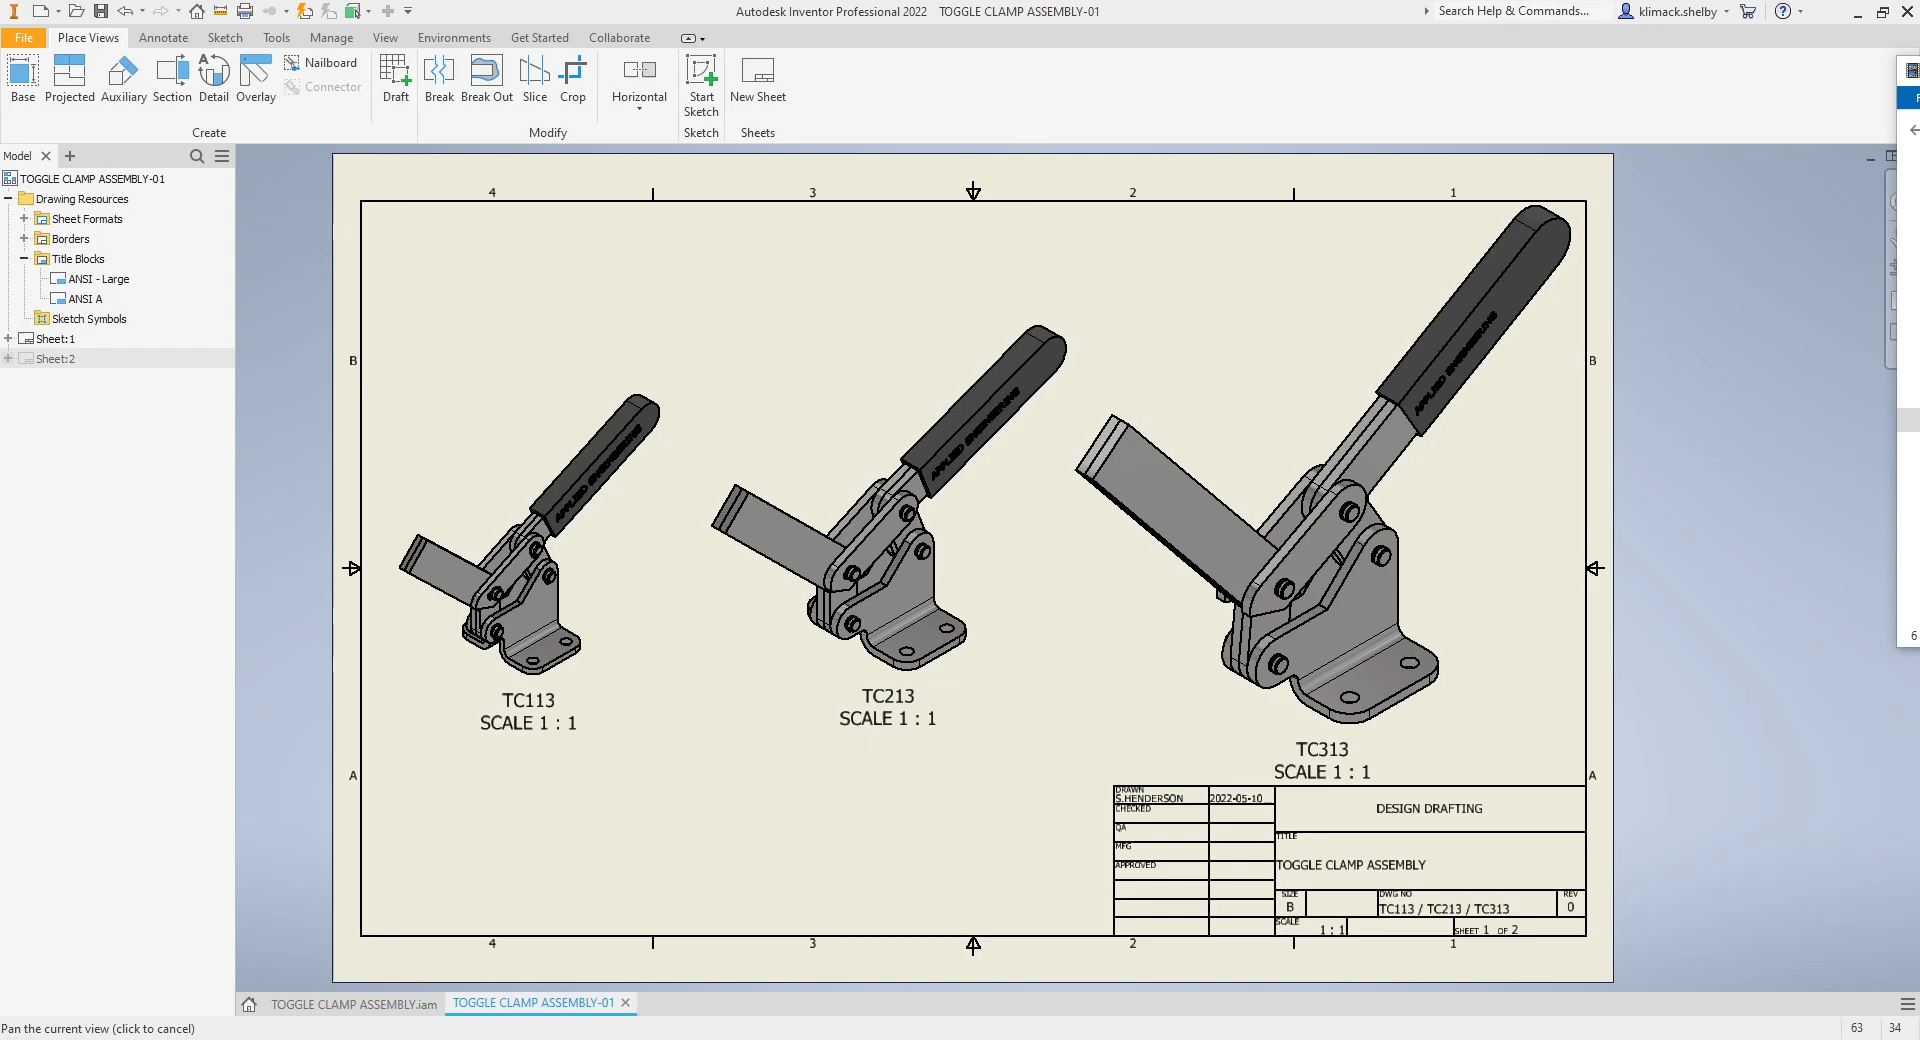 Autodesk Inventor Professional 2022 TOGGLE CLAMP ASSEMBLY-01
Search Help & Commands...
klimack.shelby
File
Place Views
Annotate
Sketch
Tools
Manage
View
Environments
Get Started
Collaborate
Base
Projected
Auxiliary
Section
Detail
Overlay
Nailboard
Connector
Draft
Break
Break Out
Slice
Crop
Horizontal
Start
Sketch
New Sheet
Create
Modify
Sketch
Sheets
Model
TOGGLE CLAMP ASSEMBLY-01
Drawing Resources
Sheet Formats
Borders
Title Blocks
ANSI - Large
ANSI A
Sketch Symbols
Sheet:1
Sheet:2
4
3
2
1
B
B
A
A
APPLIED ENGINEERING
APPLIED ENGINEERING
APPLIED ENGINEERING
TC113
SCALE 1 : 1
TC213
SCALE 1 : 1
TC313
SCALE 1 : 1
DRAWN
S.HENDERSON
2022-05-10
CHECKED
QA
MFG
APPROVED
DESIGN DRAFTING
TITLE
TOGGLE CLAMP ASSEMBLY
SIZE
B
DWG NO
TC113 / TC213 / TC313
REV
0
SCALE
1 : 1
SHEET 1 OF 2
4
3
2
1
6
TOGGLE CLAMP ASSEMBLY.iam
TOGGLE CLAMP ASSEMBLY-01
Pan the current view (click to cancel)
63
34